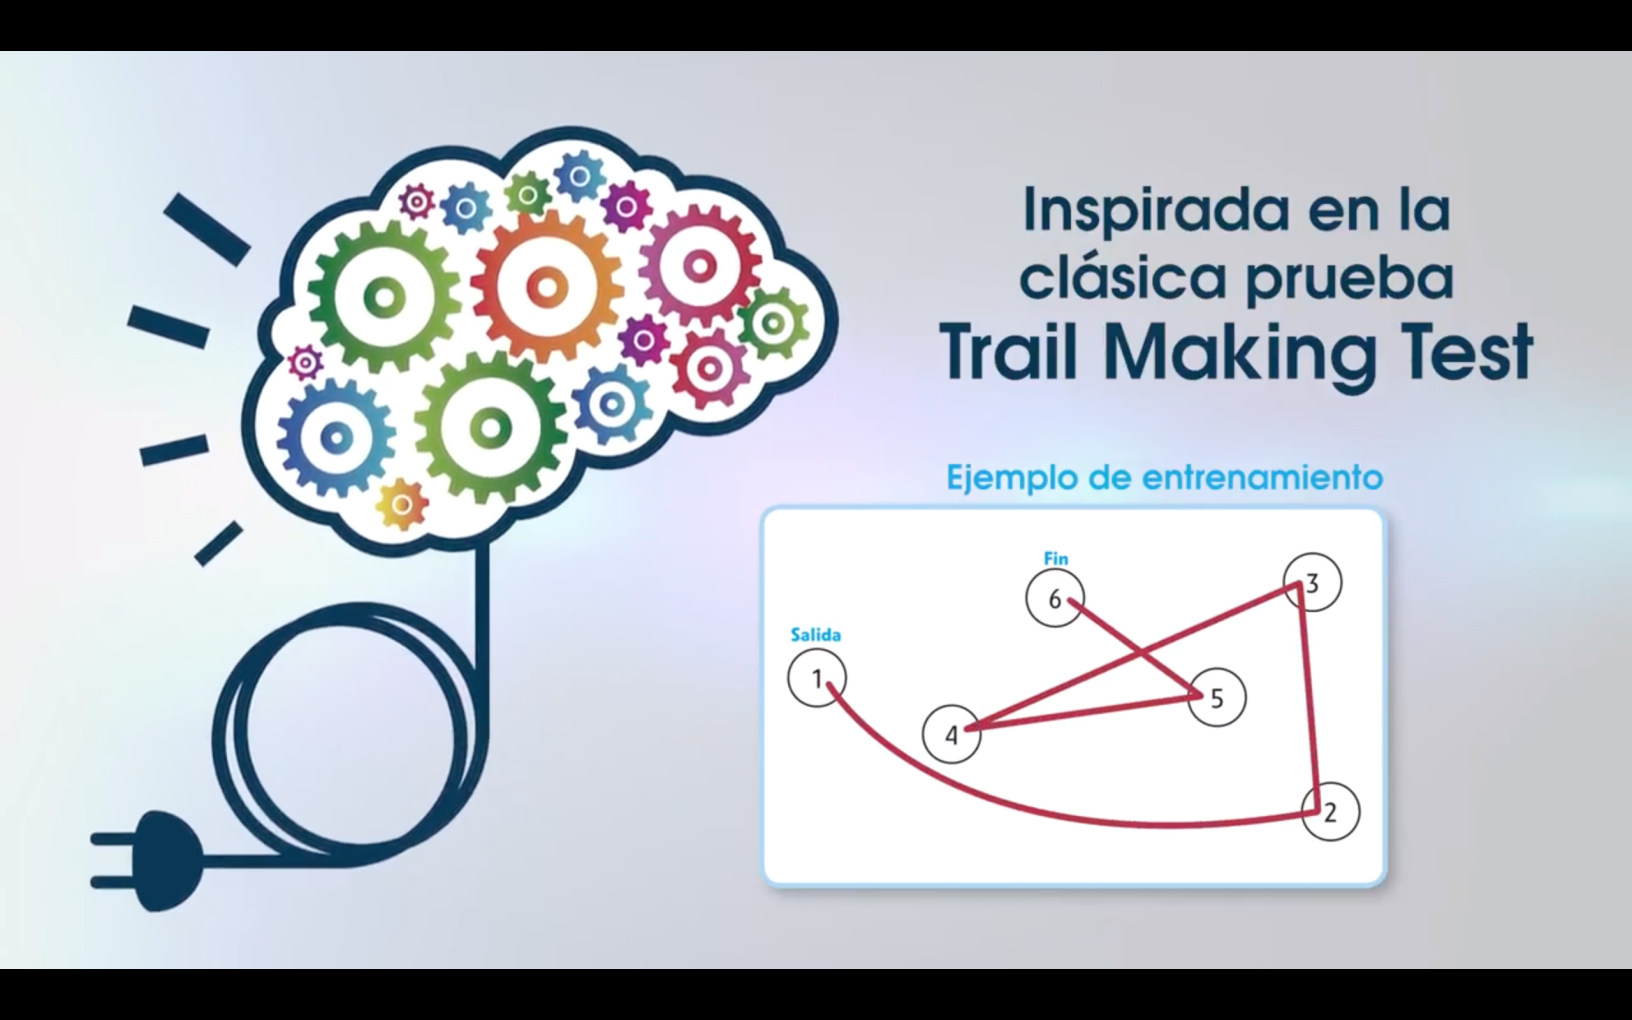 Inspirada en la
clásica prueba
Trail Making Test
Ejemplo de entrenamiento
Fin
6
3
Salida
1
5
4
2